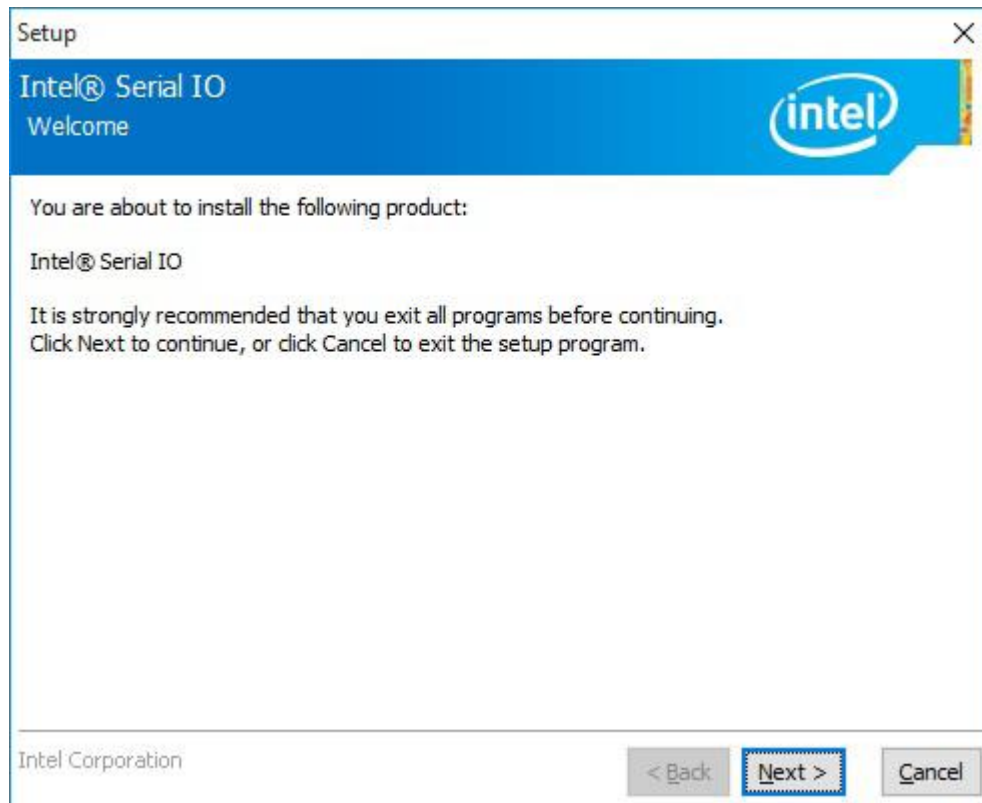 Setup
Intel® Serial IO
Welcome
intel
You are about to install the following product:
Intel® Serial IO
It is strongly recommended that you exit all programs before continuing.
Click Next to continue, or click Cancel to exit the setup program.
Intel Corporation
< Back Next > Cancel